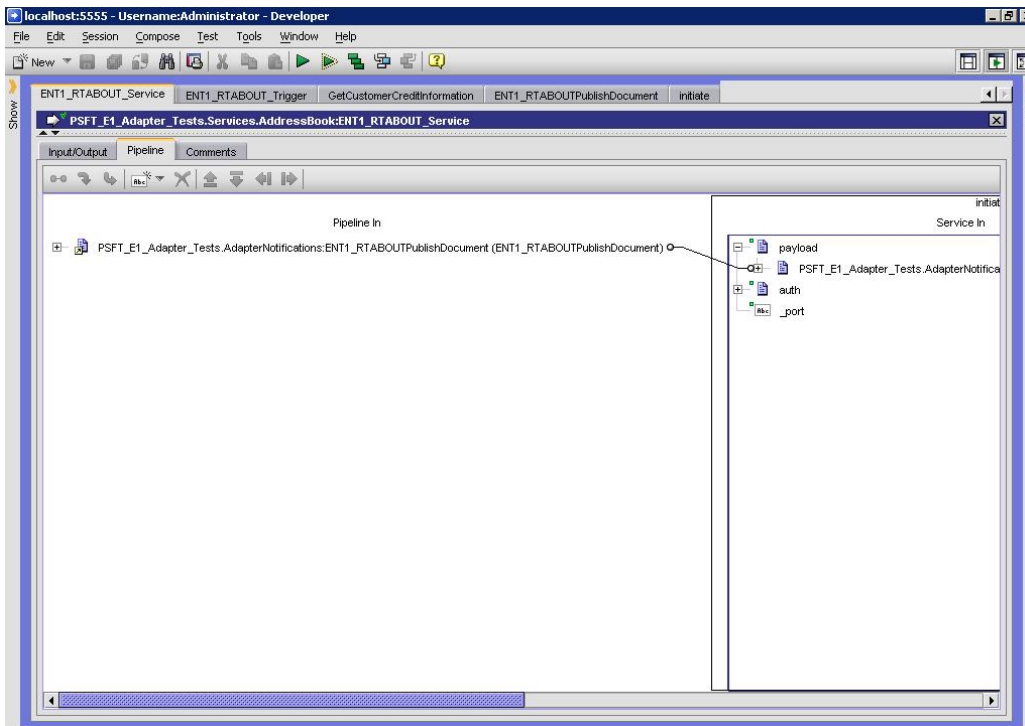 localhost:5555 - Username:Administrator - Developer
File Edit Session Compose Test Tools Window Help
New
Show
ENT1_RTABOUT_Service ENT1_RTABOUT_Trigger GetCustomerCreditInformation ENT1_RTABOUTPublishDocument initiate
PSFT_E1_Adapter_Tests.Services.AddressBook:ENT1_RTABOUT_Service
Input/Output Pipeline Comments
Abc
initiat
Pipeline In Service In
PSFT_E1_Adapter_Tests.AdapterNotifications:ENT1_RTABOUTPublishDocument (ENT1_RTABOUTPublishDocument) payload
PSFT_E1_Adapter_Tests.AdapterNotifica
auth
Abc _port